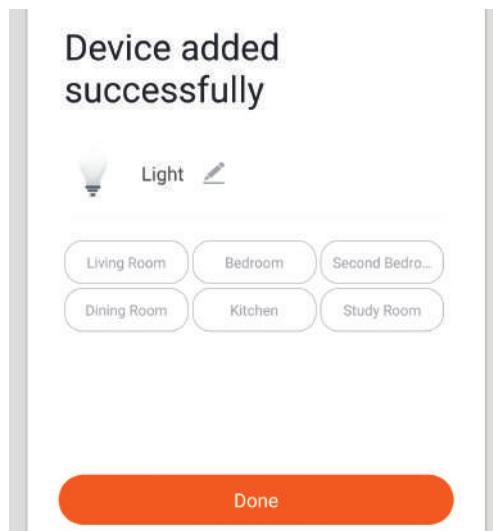 Device added
successfully
Light
Living Room Bedroom Second Bedro...
Dining Room Kitchen Study Room
Done